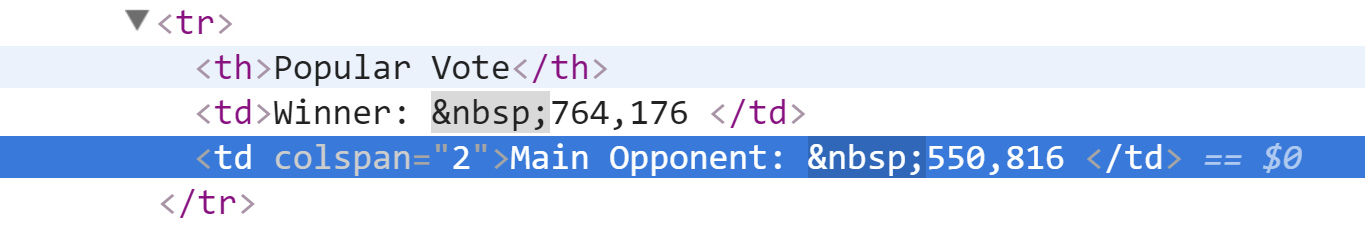 ▼<tr>
<th>Popular Vote</th>
<td>Winner: &nbsp;764,176 </td>
<td colspan="2">Main Opponent: &nbsp;550,816 </td> == $0
</tr>